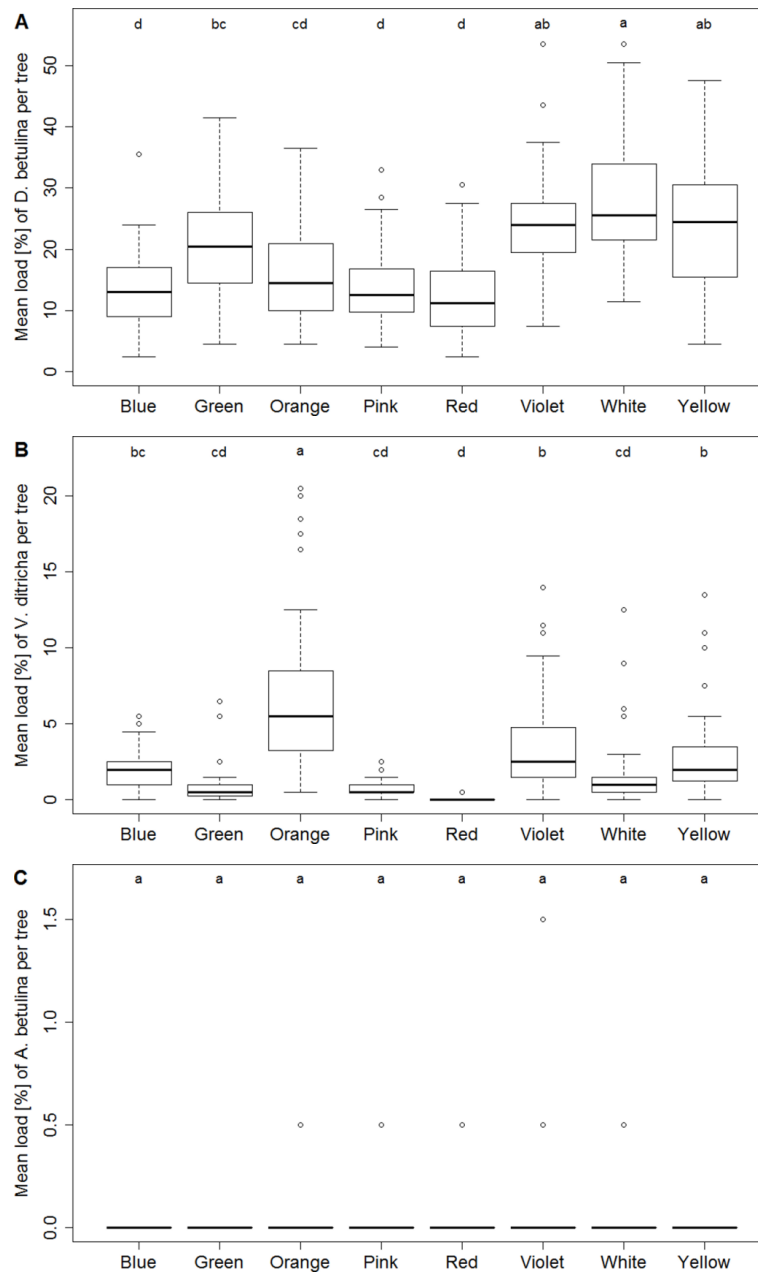 A
d bc cd d d ab a ab
Mean load [%] of D. betulina per tree
50
40
30
20
10
0
Blue Green Orange Pink Red Violet White Yellow
B
bc cd a cd d b cd b
Mean load [%] of V. ditricha per tree
20
15
10
5
0
Blue Green Orange Pink Red Violet White Yellow
C
a a a a a a a a
Mean load [%] of A. betulina per tree
1.5
1.0
0.5
0.0
Blue Green Orange Pink Red Violet White Yellow